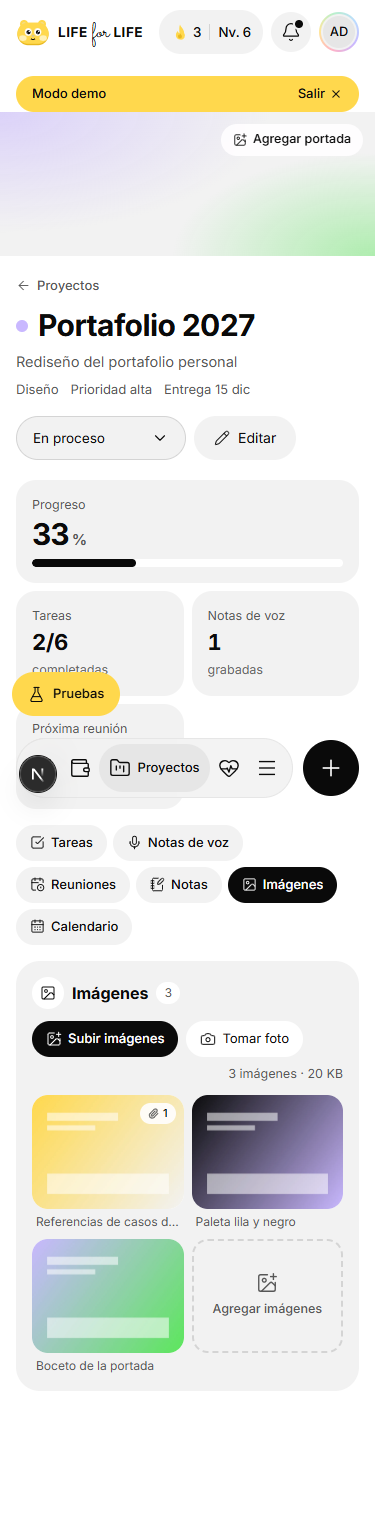 LIFE for LIFE
3
Nv. 6
AD
Modo demo
Salir ×
Agregar portada
← Proyectos
Portafolio 2027
Rediseño del portafolio personal
Diseño Prioridad alta Entrega 15 dic
En proceso
Editar
Progreso
33 %
Tareas
2/6
completadas
Notas de voz
1
grabadas
Pruebas
Próxima reunión
N
Proyectos
Tareas
Notas de voz
Reuniones
Notas
Imágenes
Calendario
Imágenes 3
Subir imágenes
Tomar foto
3 imágenes · 20 KB
1
Referencias de casos d...
Paleta lila y negro
Agregar imágenes
Boceto de la portada